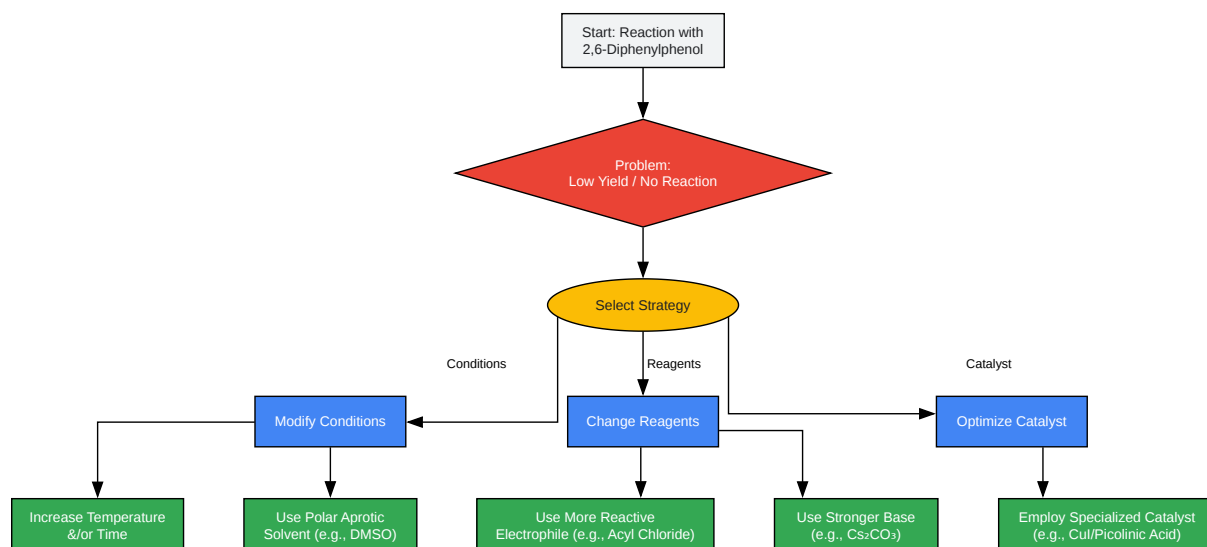 Start: Reaction with
2,6-Diphenylphenol
Problem:
Low Yield / No Reaction
Select Strategy
Conditions
Reagents
Catalyst
Modify Conditions
Change Reagents
Optimize Catalyst
Increase Temperature
&/or Time
Use Polar Aprotic
Solvent (e.g., DMSO)
Use More Reactive
Electrophile (e.g., Acyl Chloride)
Use Stronger Base
(e.g., Cs₂CO₃)
Employ Specialized Catalyst
(e.g., CuI/Picolinic Acid)